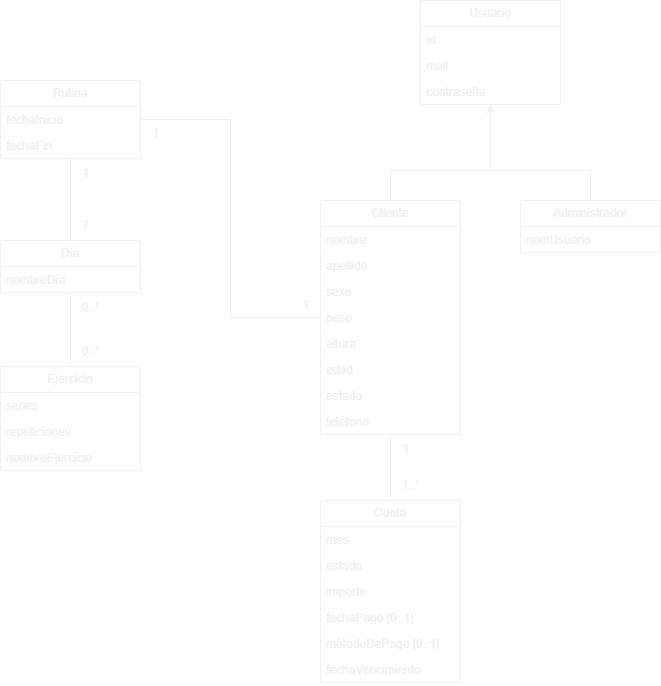 Usuario
id
mail
contraseña
Rutina
fechaInicio
fechaFin
1
1
7
Día
nombreDía
0..*
0..*
Ejercicio
series
repeticiones
nombreEjercicio
Cliente
nombre
apellido
sexo
1
peso
altura
edad
estado
teléfono
Administrador
nomUsuario
1
1..*
Cuota
mes
estado
importe
fechaPago [0..1]
métodoDePago [0..1]
fechaVencimiento